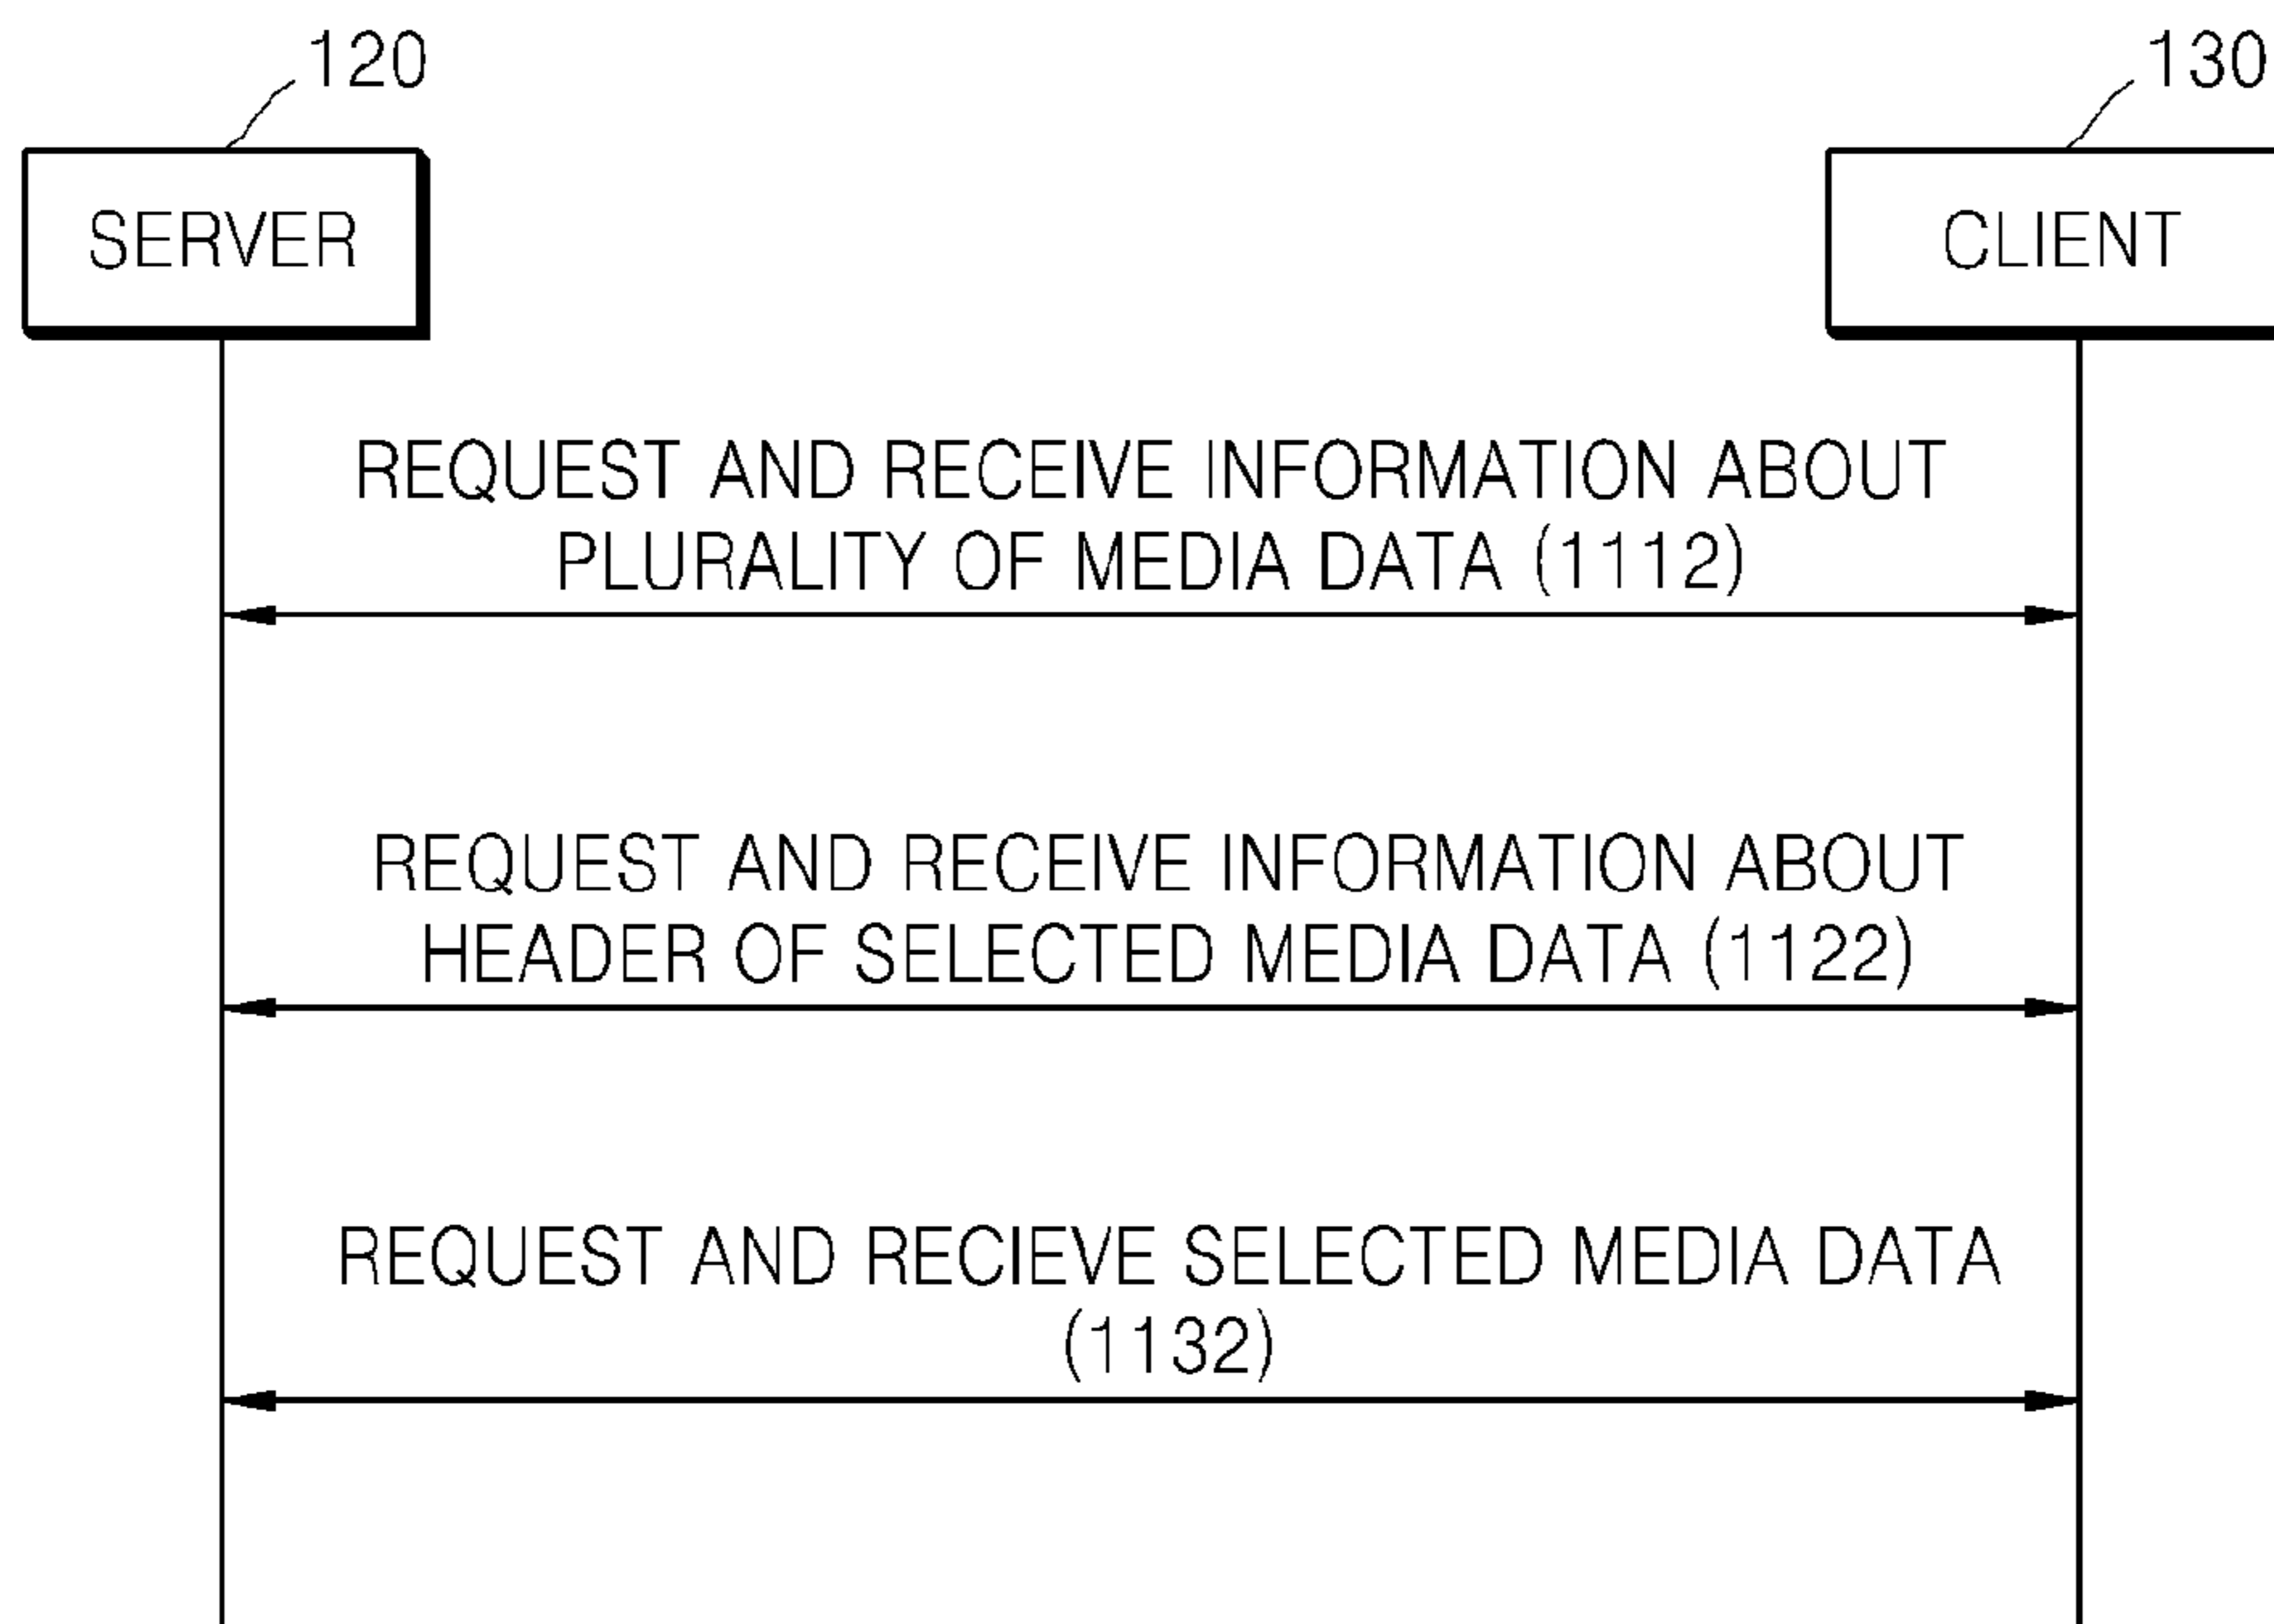 120
130
SERVER
CLIENT
REQUEST AND RECEIVE INFORMATION ABOUT
PLURALITY OF MEDIA DATA (1112)
REQUEST AND RECEIVE INFORMATION ABOUT
HEADER OF SELECTED MEDIA DATA (1122)
REQUEST AND RECIEVE SELECTED MEDIA DATA
(1132)